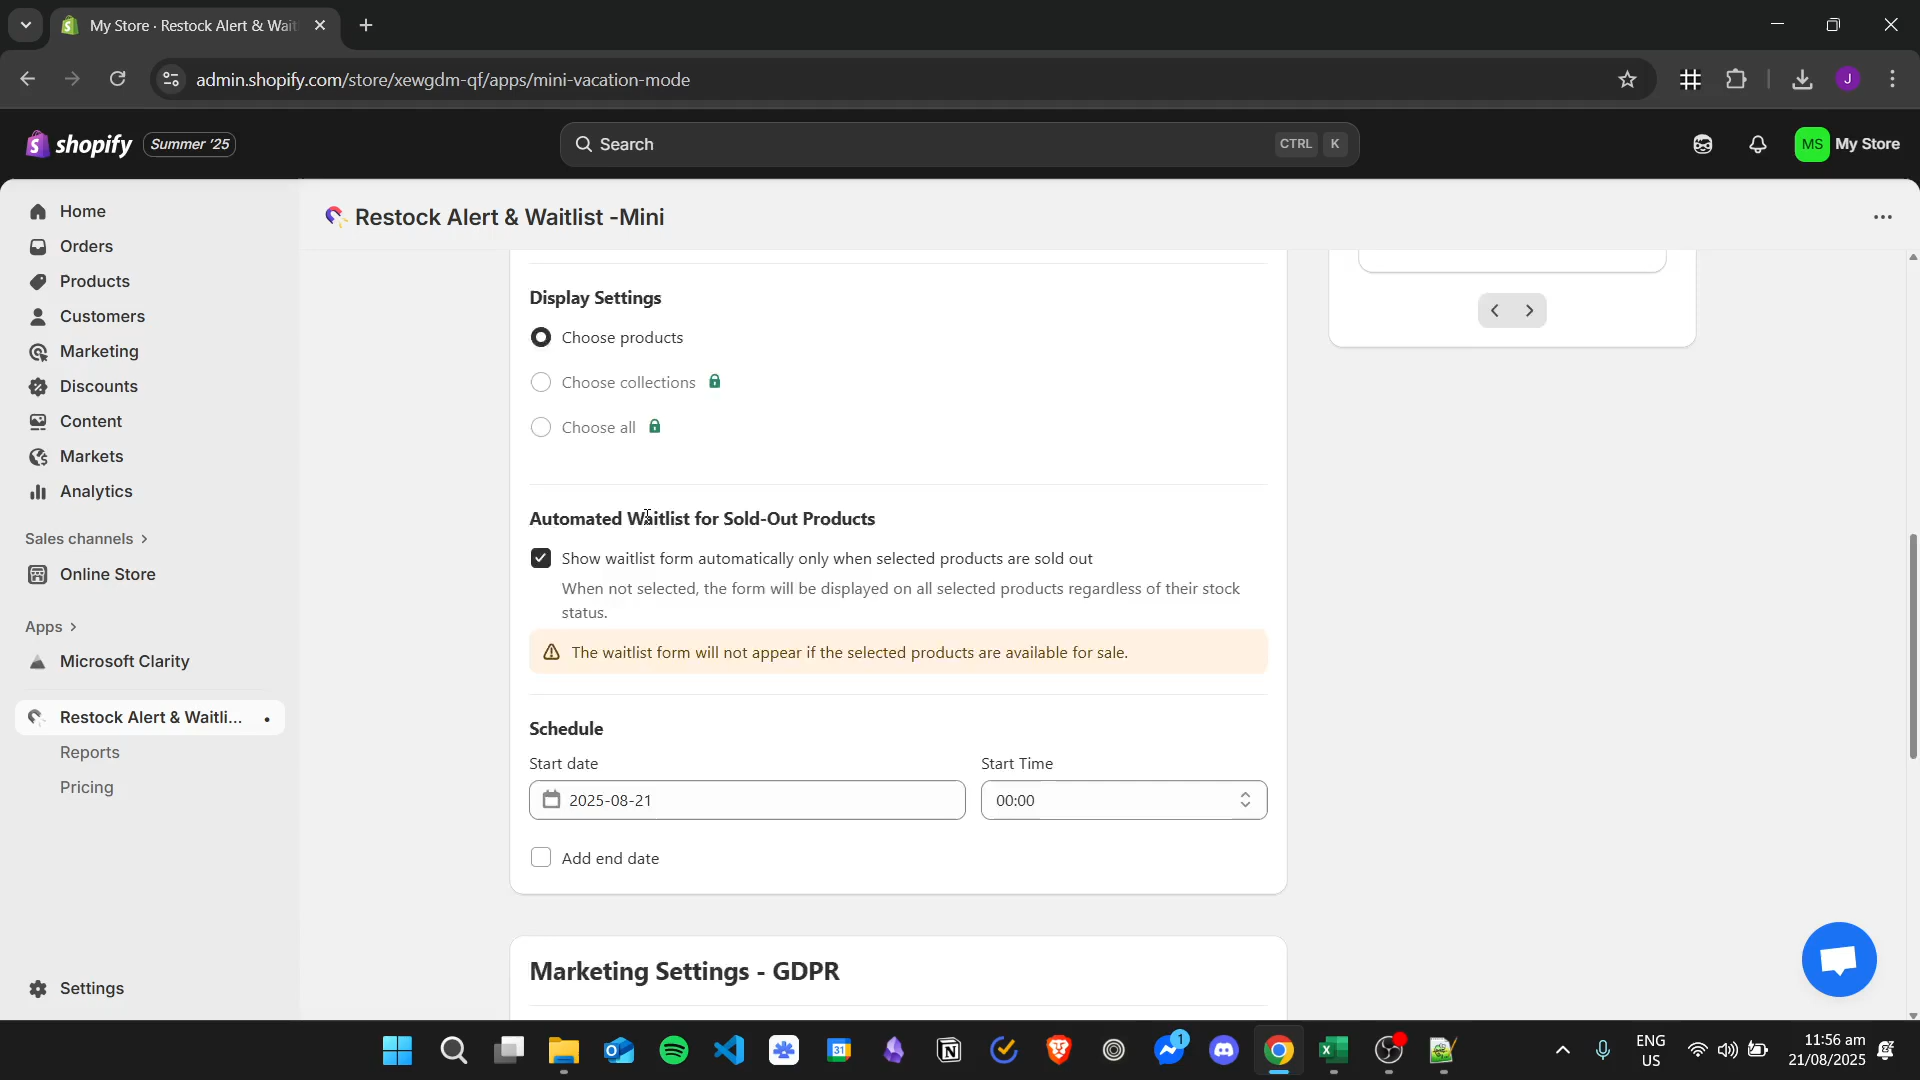 My Store · Restock Alert & Wait
admin.shopify.com/store/xewgdm-qf/apps/mini-vacation-mode
J
shopify
Summer '25
Search
CTRL K
MS My Store
Home
Orders
Products
Customers
Marketing
Discounts
Content
Markets
Analytics
Sales channels
Online Store
Apps
Microsoft Clarity
Restock Alert & Waitli...
Reports
Pricing
Settings
Restock Alert & Waitlist -Mini
Display Settings
Choose products
Choose collections
Choose all
Automated Waitlist for Sold-Out Products
Show waitlist form automatically only when selected products are sold out
When not selected, the form will be displayed on all selected products regardless of their stock
status.
The waitlist form will not appear if the selected products are available for sale.
Schedule
Start date
Start Time
2025-08-21
00:00
Add end date
Marketing Settings - GDPR
31
1
ENG
US
11:56 am
21/08/2025